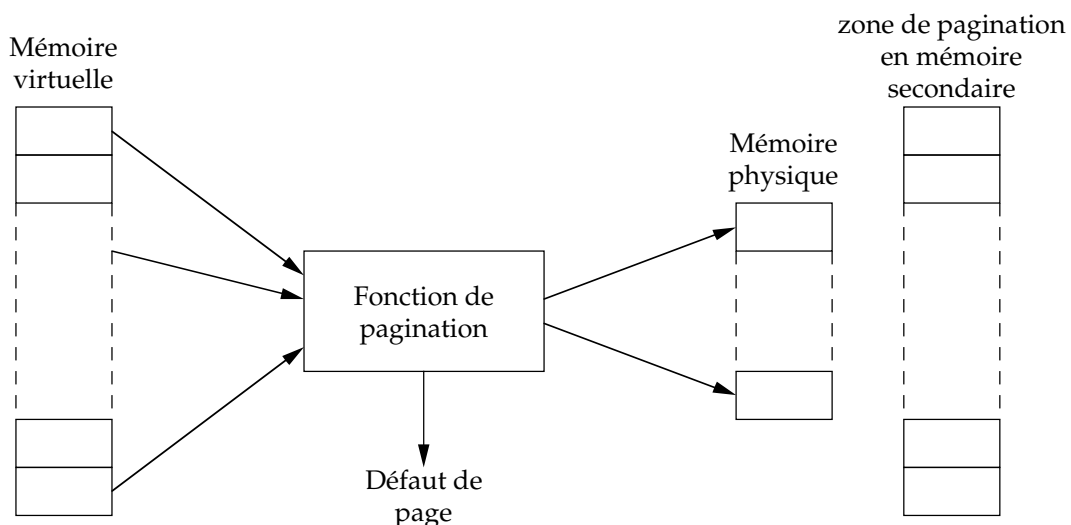 Mémoire
virtuelle
zone de pagination
en mémoire
secondaire
Mémoire
physique
Fonction de
pagination
Défaut de
page